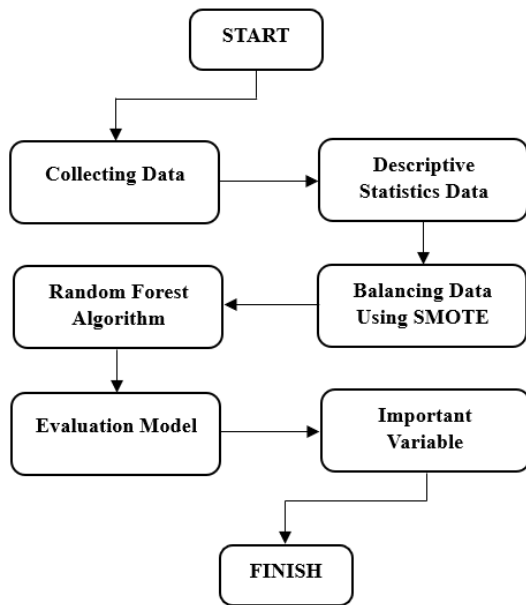 START
Collecting Data
Descriptive
Statistics Data
Balancing Data
Using SMOTE
Random Forest
Algorithm
Evaluation Model
Important
Variable
FINISH